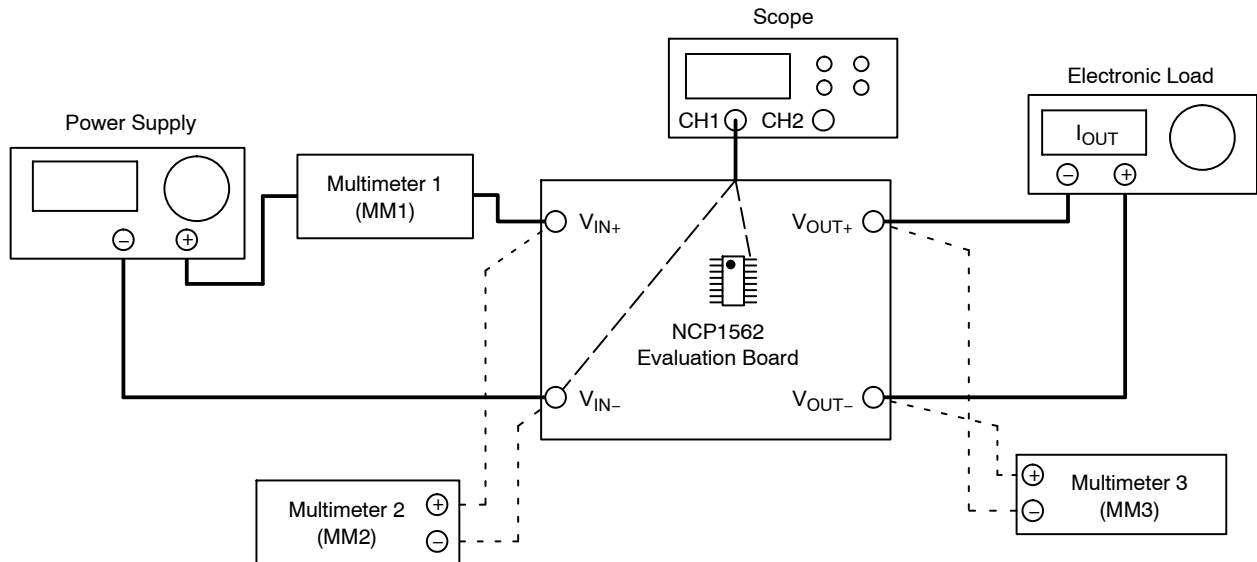 Scope
CH1 CH2
Electronic Load
I_OUT
− +
Power Supply
− +
Multimeter 1
(MM1)
V_IN+
V_OUT+
NCP1562
Evaluation Board
V_IN−
V_OUT−
Multimeter 2
(MM2)
+
−
Multimeter 3
(MM3)
+
−